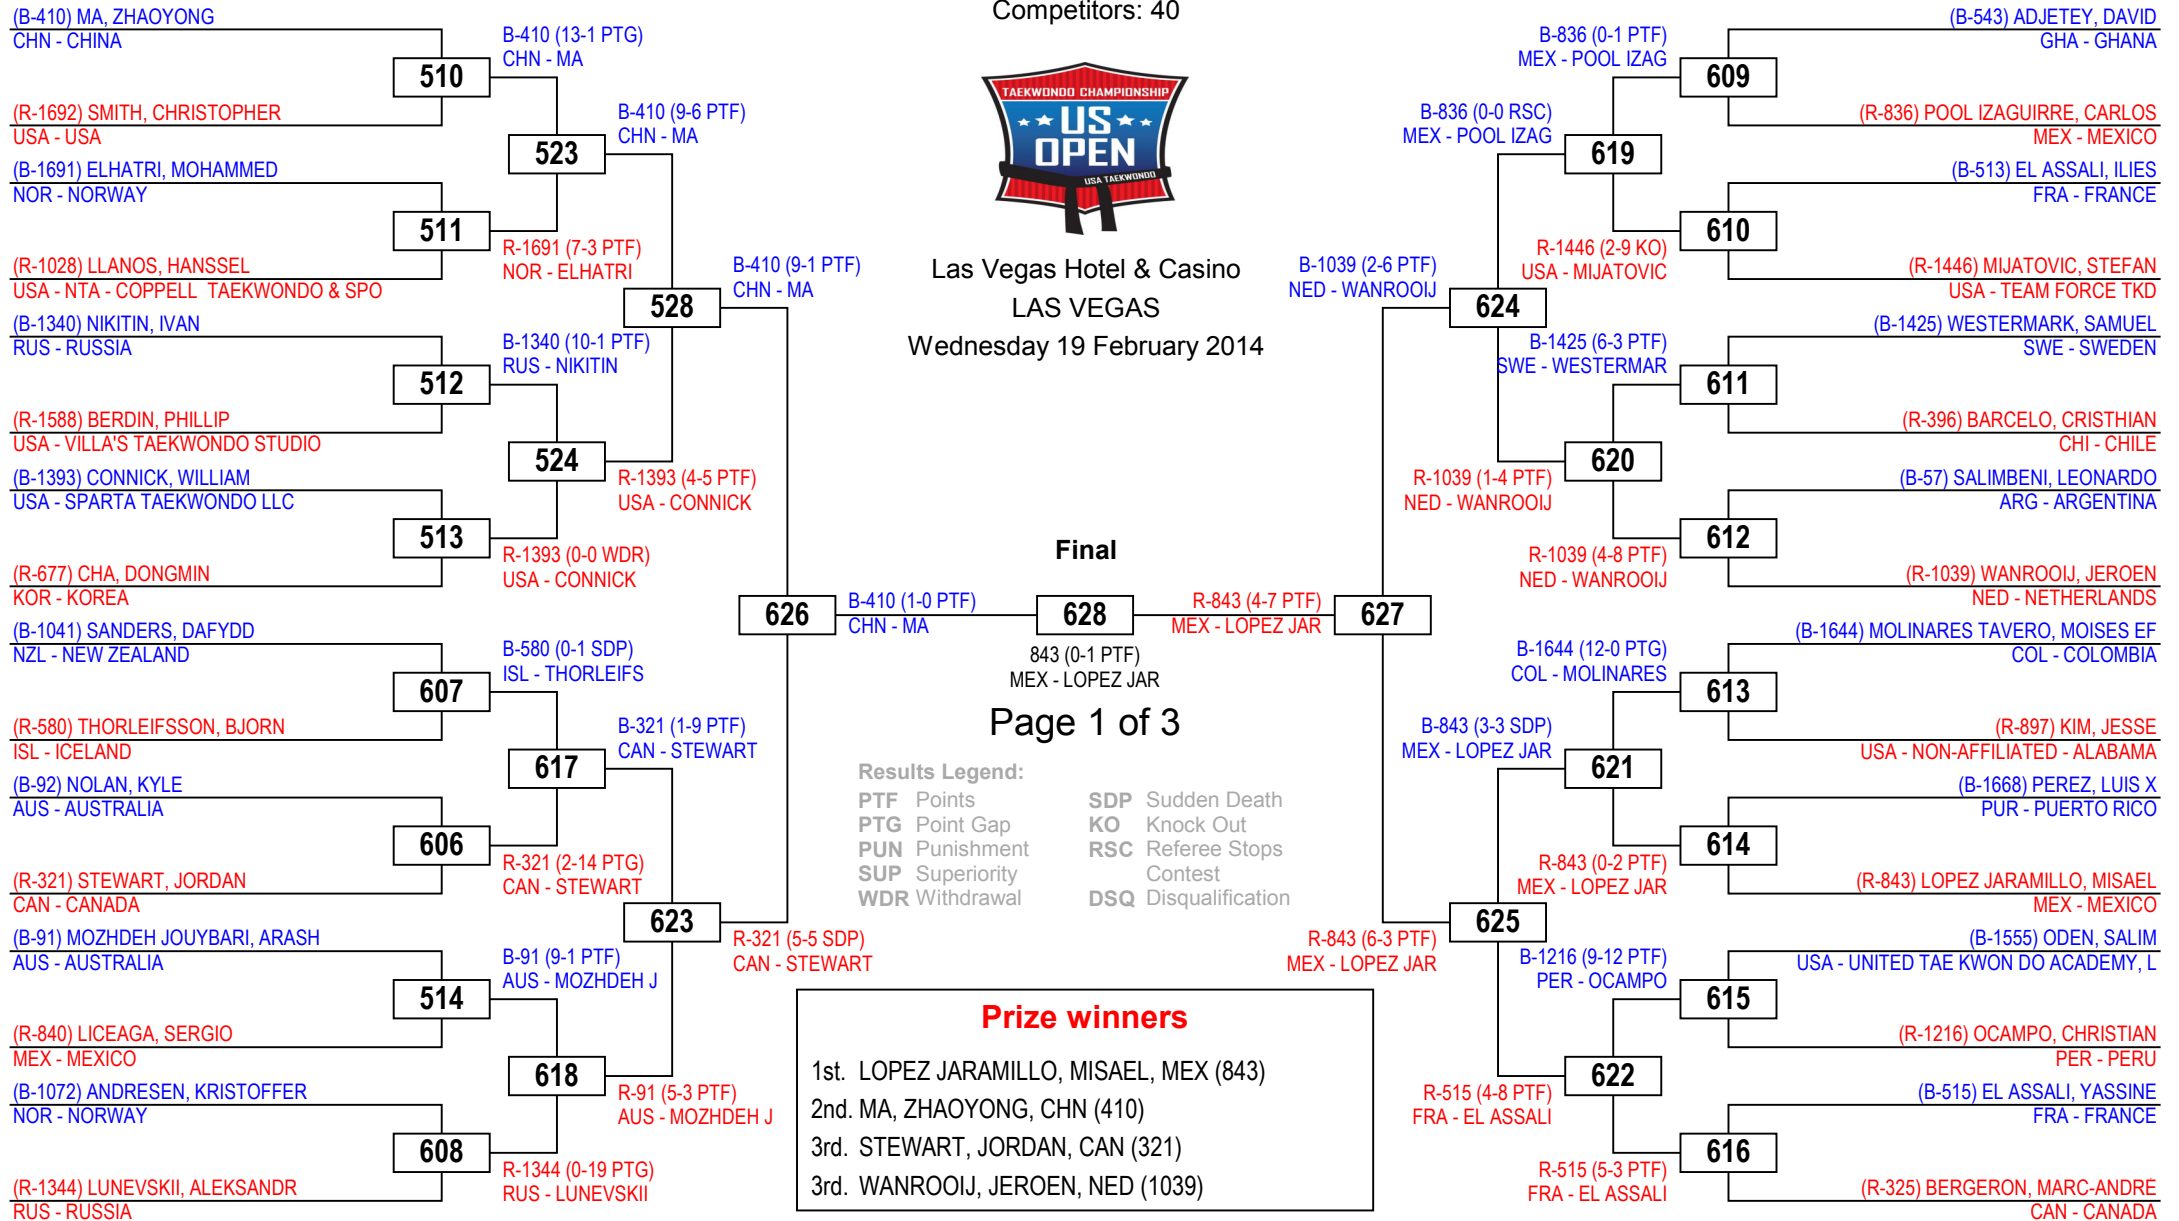 Competitors: 40
TAEKWONDO CHAMPIONSHIP
US
OPEN
USA TAEKWONDO
Las Vegas Hotel & Casino
LAS VEGAS
Wednesday 19 February 2014
(B-410) MA, ZHAOYONG
CHN - CHINA
510
(R-1692) SMITH, CHRISTOPHER
USA - USA
(B-1691) ELHATRI, MOHAMMED
NOR - NORWAY
511
(R-1028) LLANOS, HANSSEL
USA - NTA - COPPELL TAEKWONDO & SPO
(B-1340) NIKITIN, IVAN
RUS - RUSSIA
512
(R-1588) BERDIN, PHILLIP
USA - VILLA'S TAEKWONDO STUDIO
(B-1393) CONNICK, WILLIAM
USA - SPARTA TAEKWONDO LLC
513
(R-677) CHA, DONGMIN
KOR - KOREA
(B-1041) SANDERS, DAFYDD
NZL - NEW ZEALAND
607
(R-580) THORLEIFSSON, BJORN
ISL - ICELAND
(B-92) NOLAN, KYLE
AUS - AUSTRALIA
606
(R-321) STEWART, JORDAN
CAN - CANADA
(B-91) MOZHDEH JOUYBARI, ARASH
AUS - AUSTRALIA
514
(R-840) LICEAGA, SERGIO
MEX - MEXICO
(B-1072) ANDRESEN, KRISTOFFER
NOR - NORWAY
608
(R-1344) LUNEVSKII, ALEKSANDR
RUS - RUSSIA
B-410 (13-1 PTG)
CHN - MA
523
R-1691 (7-3 PTF)
NOR - ELHATRI
B-1340 (10-1 PTF)
RUS - NIKITIN
524
R-1393 (0-0 WDR)
USA - CONNICK
B-580 (0-1 SDP)
ISL - THORLEIFS
617
R-321 (2-14 PTG)
CAN - STEWART
B-91 (9-1 PTF)
AUS - MOZHDEH J
618
R-1344 (0-19 PTG)
RUS - LUNEVSKII
B-410 (9-6 PTF)
CHN - MA
528
R-1393 (4-5 PTF)
USA - CONNICK
B-321 (1-9 PTF)
CAN - STEWART
623
R-91 (5-3 PTF)
AUS - MOZHDEH J
B-410 (9-1 PTF)
CHN - MA
626
R-321 (5-5 SDP)
CAN - STEWART
B-410 (1-0 PTF)
CHN - MA
Final
628
843 (0-1 PTF)
MEX - LOPEZ JAR
R-843 (4-7 PTF)
MEX - LOPEZ JAR
Page 1 of 3
Results Legend:
PTF Points
PTG Point Gap
PUN Punishment
SUP Superiority
WDR Withdrawal
SDP Sudden Death
KO Knock Out
RSC Referee Stops
Contest
DSQ Disqualification
B-1039 (2-6 PTF)
NED - WANROOIJ
627
R-843 (6-3 PTF)
MEX - LOPEZ JAR
B-836 (0-0 RSC)
MEX - POOL IZAG
624
R-1039 (1-4 PTF)
NED - WANROOIJ
B-843 (3-3 SDP)
MEX - LOPEZ JAR
625
R-515 (4-8 PTF)
FRA - EL ASSALI
B-836 (0-1 PTF)
MEX - POOL IZAG
619
R-1446 (2-9 KO)
USA - MIJATOVIC
B-1425 (6-3 PTF)
SWE - WESTERMAR
620
R-1039 (4-8 PTF)
NED - WANROOIJ
B-1644 (12-0 PTG)
COL - MOLINARES
621
R-843 (0-2 PTF)
MEX - LOPEZ JAR
B-1216 (9-12 PTF)
PER - OCAMPO
622
R-515 (5-3 PTF)
FRA - EL ASSALI
(B-543) ADJETEY, DAVID
GHA - GHANA
609
(R-836) POOL IZAGUIRRE, CARLOS
MEX - MEXICO
(B-513) EL ASSALI, ILIES
FRA - FRANCE
610
(R-1446) MIJATOVIC, STEFAN
USA - TEAM FORCE TKD
(B-1425) WESTERMARK, SAMUEL
SWE - SWEDEN
611
(R-396) BARCELO, CRISTHIAN
CHI - CHILE
(B-57) SALIMBENI, LEONARDO
ARG - ARGENTINA
612
(R-1039) WANROOIJ, JEROEN
NED - NETHERLANDS
(B-1644) MOLINARES TAVERO, MOISES EF
COL - COLOMBIA
613
(R-897) KIM, JESSE
USA - NON-AFFILIATED - ALABAMA
(B-1668) PEREZ, LUIS X
PUR - PUERTO RICO
614
(R-843) LOPEZ JARAMILLO, MISAEL
MEX - MEXICO
(B-1555) ODEN, SALIM
USA - UNITED TAE KWON DO ACADEMY, L
615
(R-1216) OCAMPO, CHRISTIAN
PER - PERU
(B-515) EL ASSALI, YASSINE
FRA - FRANCE
616
(R-325) BERGERON, MARC-ANDRÉ
CAN - CANADA
Prize winners
1st. LOPEZ JARAMILLO, MISAEL, MEX (843)
2nd. MA, ZHAOYONG, CHN (410)
3rd. STEWART, JORDAN, CAN (321)
3rd. WANROOIJ, JEROEN, NED (1039)